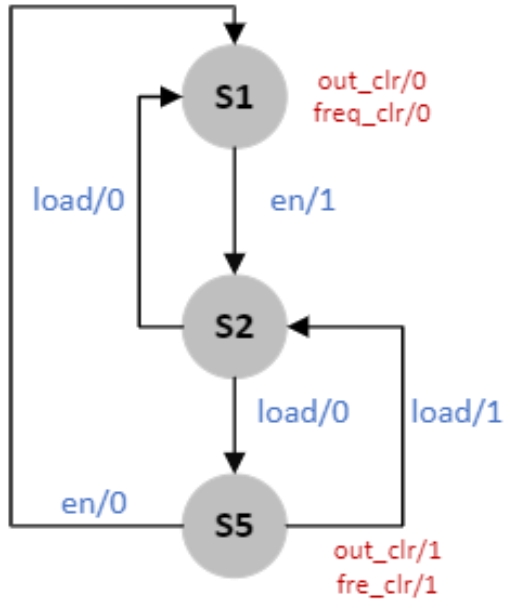 S1
out_clr/0
freq_clr/0
load/0
en/1
S2
load/0
load/1
en/0
S5
out_clr/1
fre_clr/1